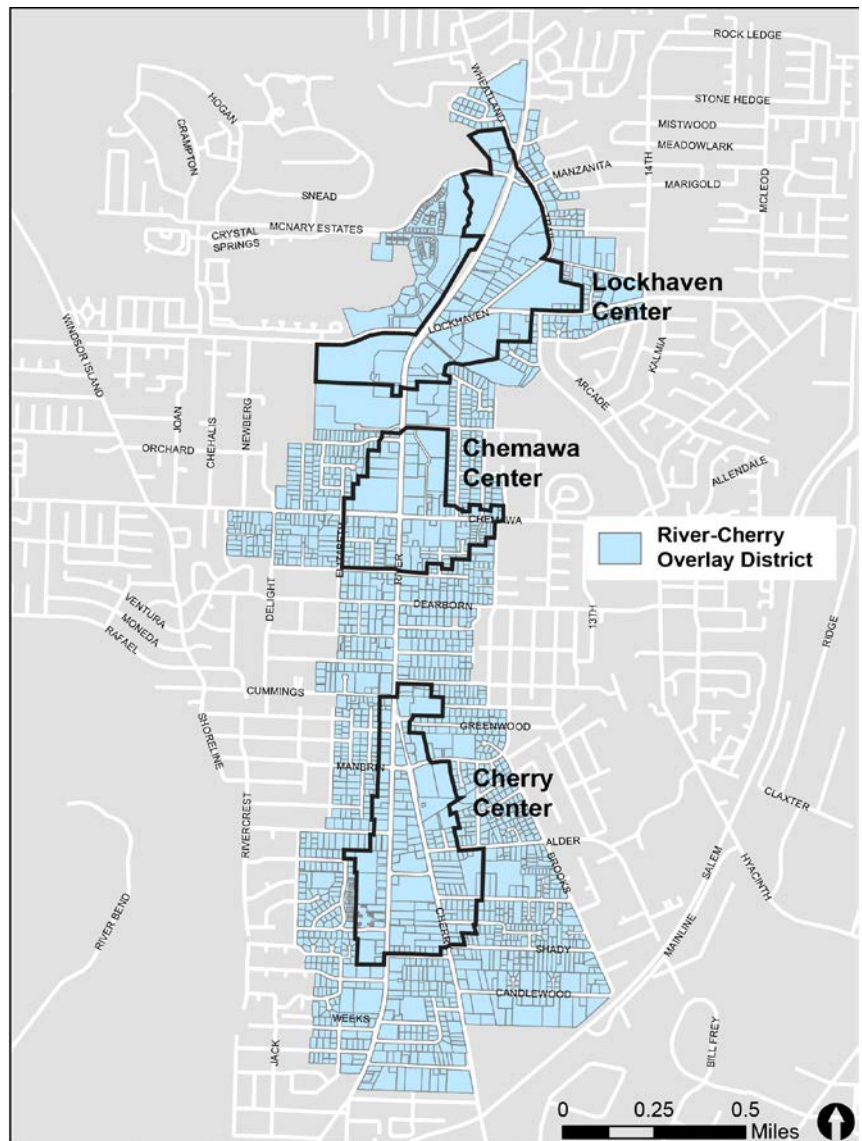 ROCK LEDGE
WHEATLAND
HOGAN
STONE HEDGE
CRAMPTON
MISTWOOD
MEADOWLARK
14TH
MANZANITA
MARIGOLD
MCLEOD
SNEAD
TRAIL
MCNARY ESTATES
CRYSTAL
SPRINGS
Lockhaven
Center
WINDSOR ISLAND
LOCKHAVEN
KALMIA
ARCADE
JOAN
CHEHALIS
NEWBERG
ORCHARD
Chemawa
Center
ALLENDALE
CHEMAWA
River-Cherry
Overlay District
ELIZABETH
RIVER
DELIGHT
DEARBORN
VENTURA
MONEDA
RAFAEL
13TH
RIDGE
CUMMINGS
SHORELINE
GREENWOOD
MANBRIN
Cherry
Center
CLAXTER
RIVERCREST
ALDER
BROOKS
SALEM
HYACINTH
RIVER BEND
MAINLINE
CHERRY
SHADY
CANDLEWOOD
WEEKS
JACK
BILL FREY
0 0.25 0.5
Miles